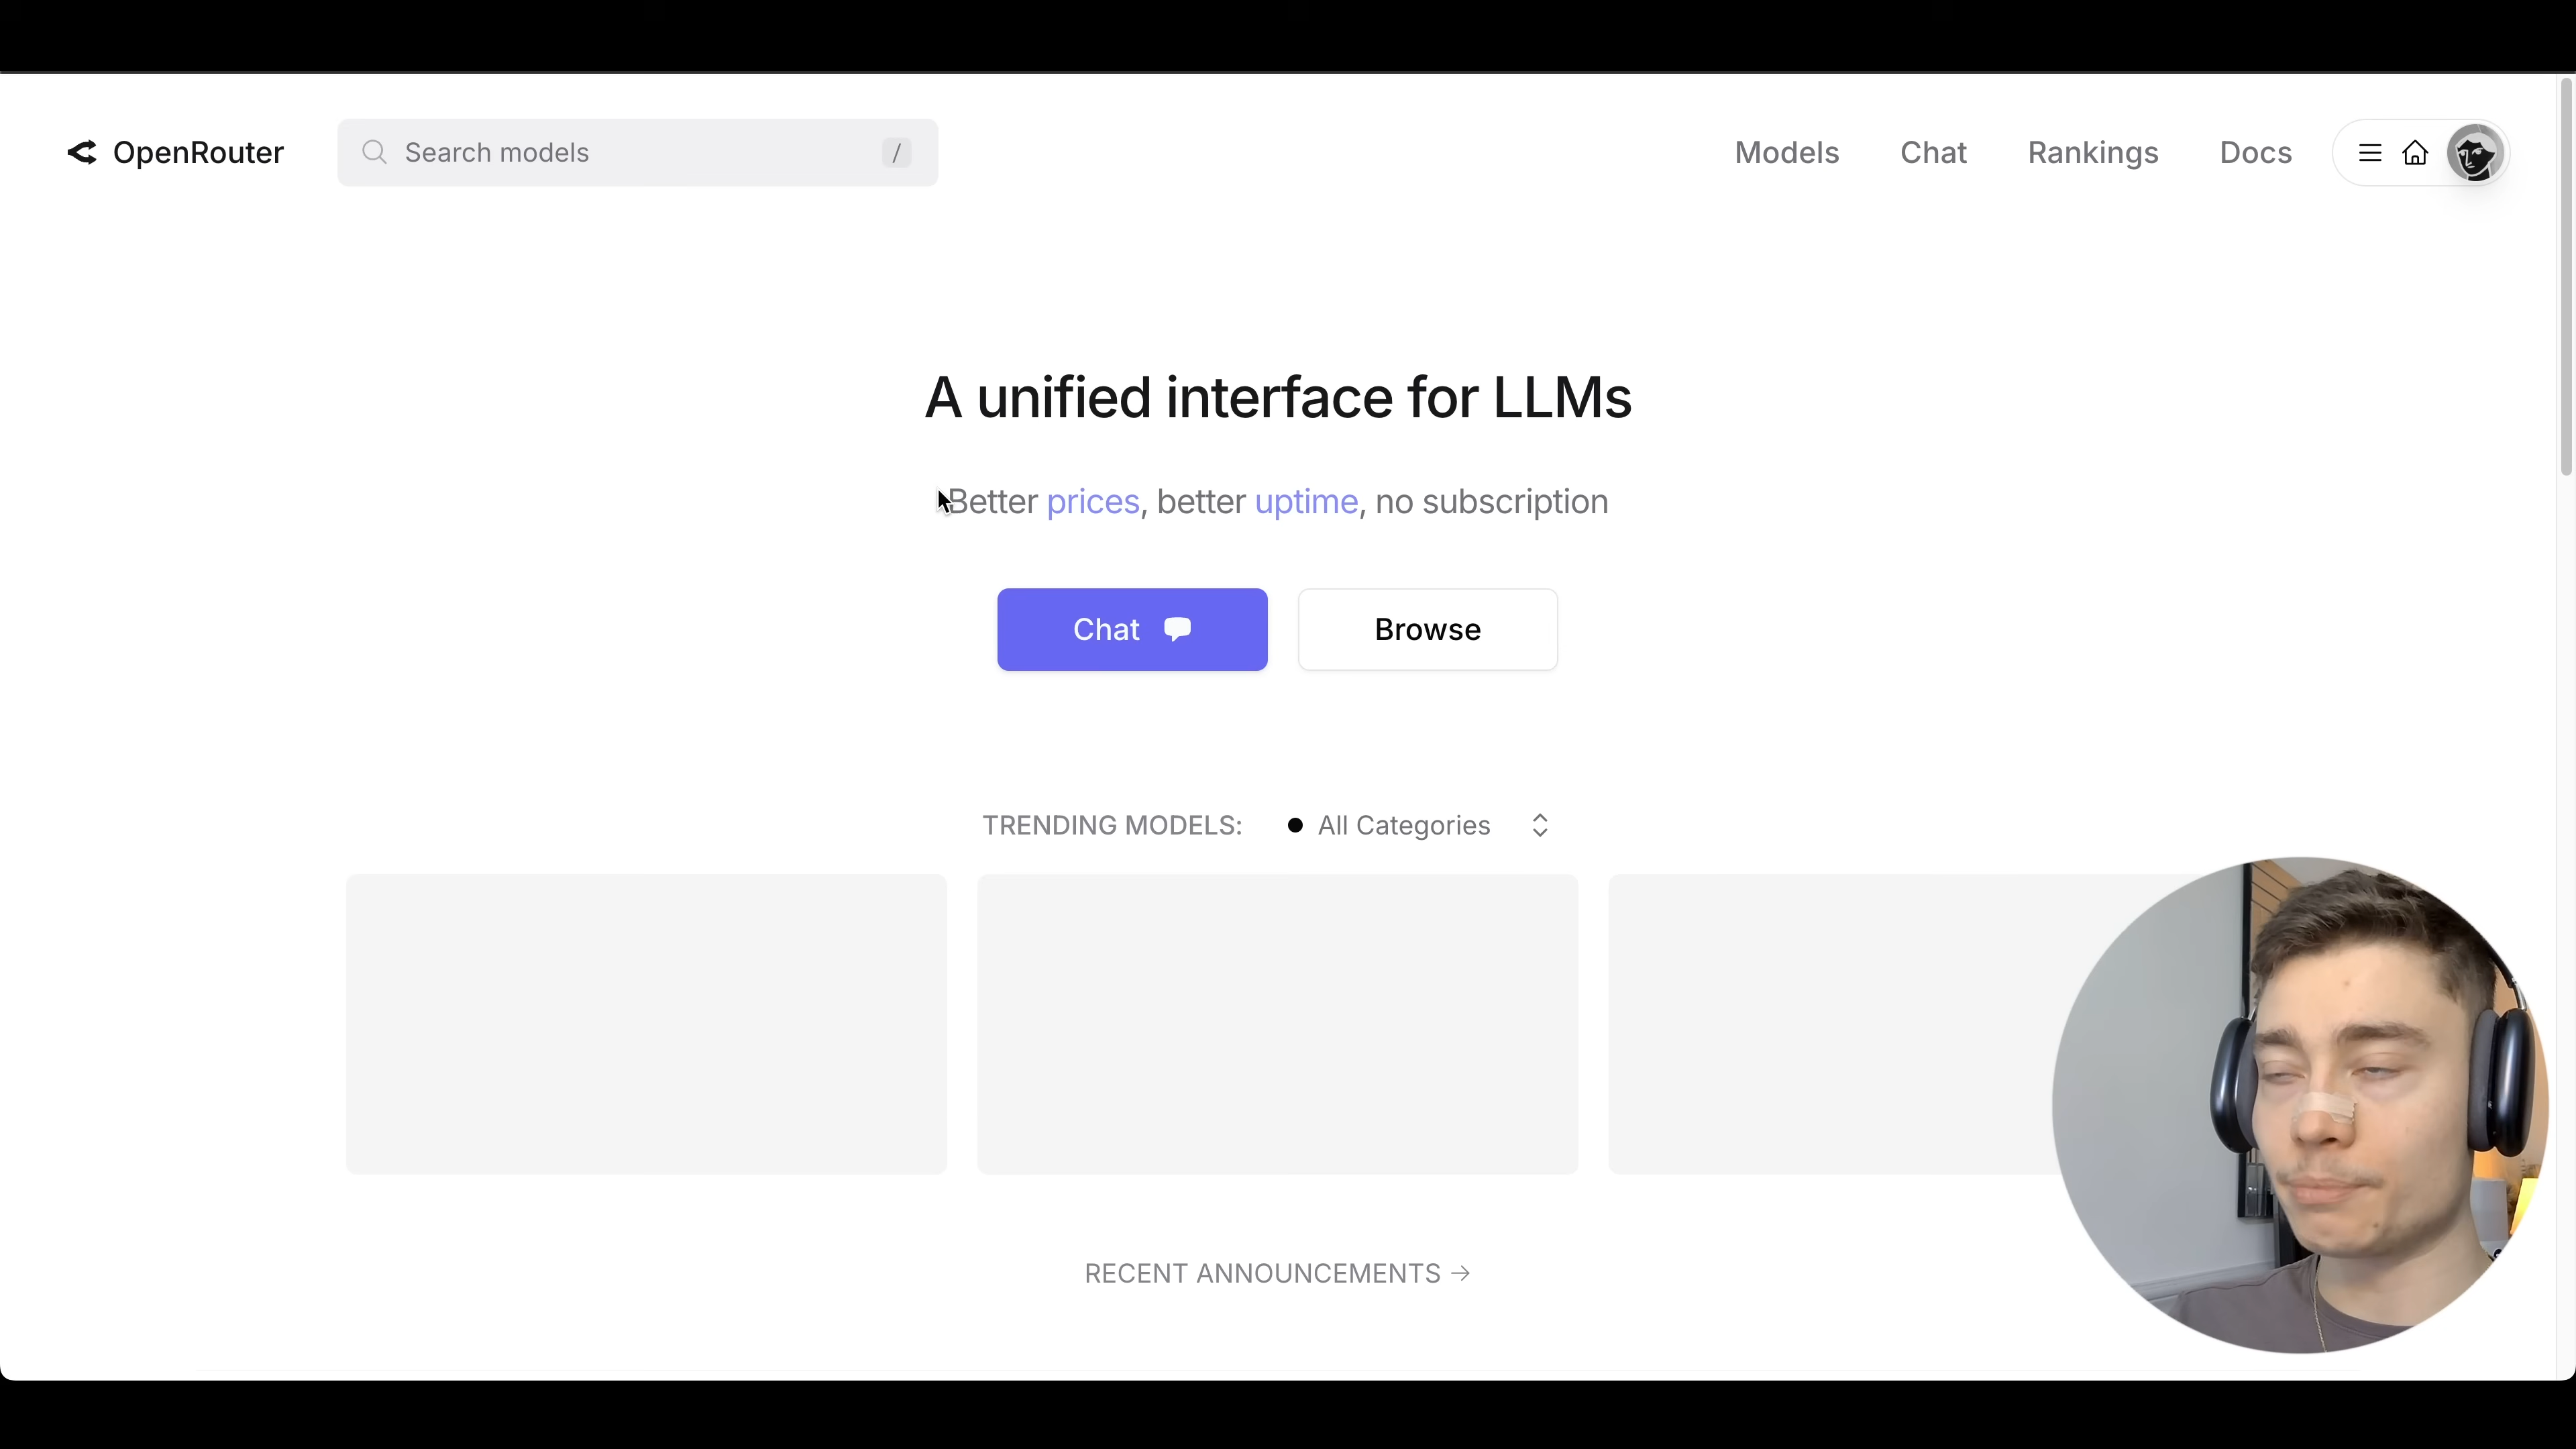 OpenRouter
Search models
/
Models
Chat
Rankings
Docs
A unified interface for LLMs
Better prices, better uptime, no subscription
Chat
Browse
TRENDING MODELS:
All Categories
RECENT ANNOUNCEMENTS →